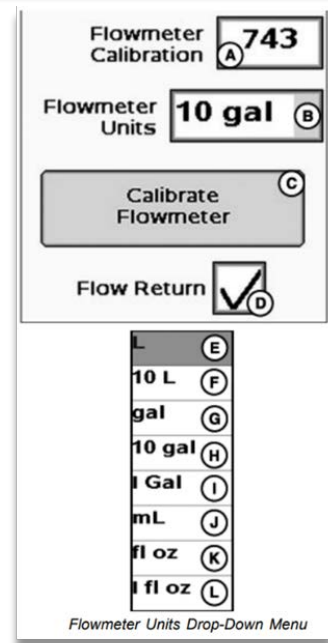 Flowmeter
Calibration
743
A
Flowmeter
Units
10 gal
B
C
Calibrate
Flowmeter
Flow Return
D
L E
10 L F
gal G
10 gal H
I Gal I
mL J
fl oz K
I fl oz L
Flowmeter Units Drop-Down Menu